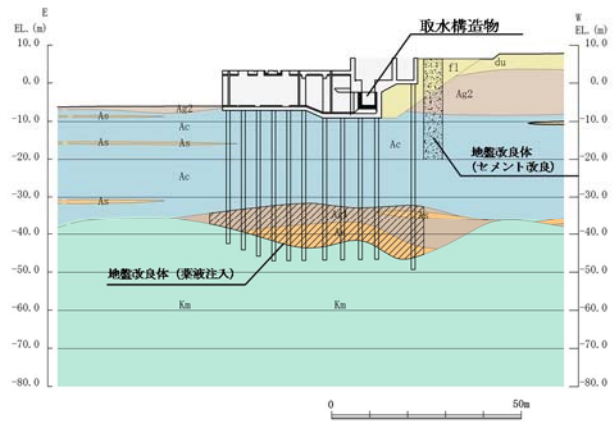 E
EL. (m)
W
EL. (m)
取水構造物
10.0
0.0
-10.0
-20.0
-30.0
-40.0
-50.0
-60.0
-70.0
-80.0
10.0
0.0
-10.0
-20.0
-30.0
-40.0
-50.0
-60.0
-70.0
-80.0
fl
du
Ag2
Ag2
As
Ac
Ac
As
As
地盤改良体
(セメント改良)
Ac
As
Ag1
As
As
地盤改良体 (薬液注入)
Km
Km
0
50m